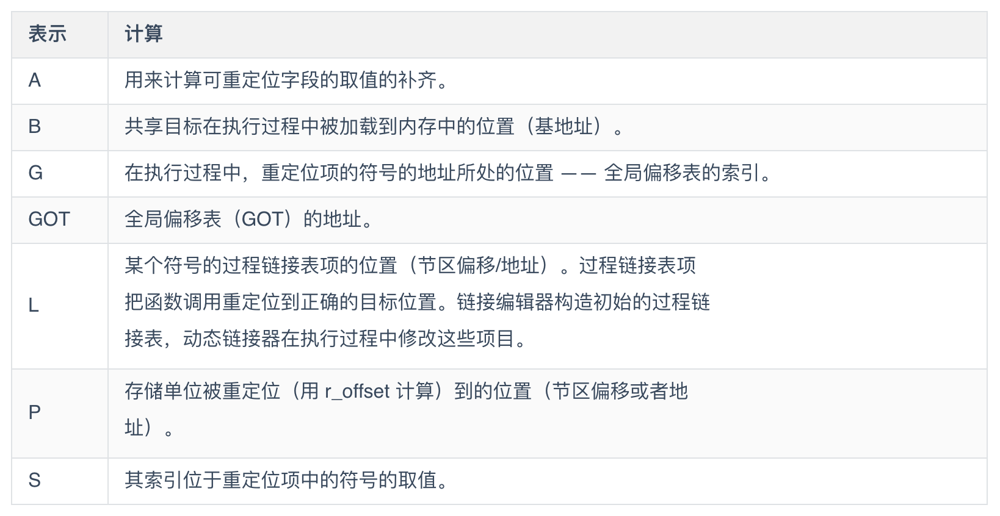 表示 计算
A 用来计算可重定位字段的取值的补齐。
B 共享目标在执行过程中被加载到内存中的位置（基地址）。
G 在执行过程中，重定位项的符号的地址所处的位置 —— 全局偏移表的索引。
GOT 全局偏移表（GOT）的地址。
某个符号的过程链接表项的位置（节区偏移/地址）。过程链接表项
L 把函数调用重定位到正确的目标位置。链接编辑器构造初始的过程链
接表，动态链接器在执行过程中修改这些项目。
P 存储单位被重定位（用 r_offset 计算）到的位置（节区偏移或者地
址）。
S 其索引位于重定位项中的符号的取值。